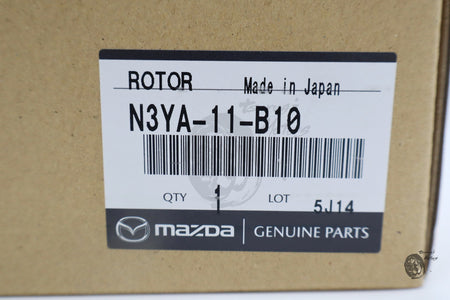 ROTOR Made in Japan
N3YA-11-B10
QTY 1 LOT 5J14
mazda GENUINE PARTS